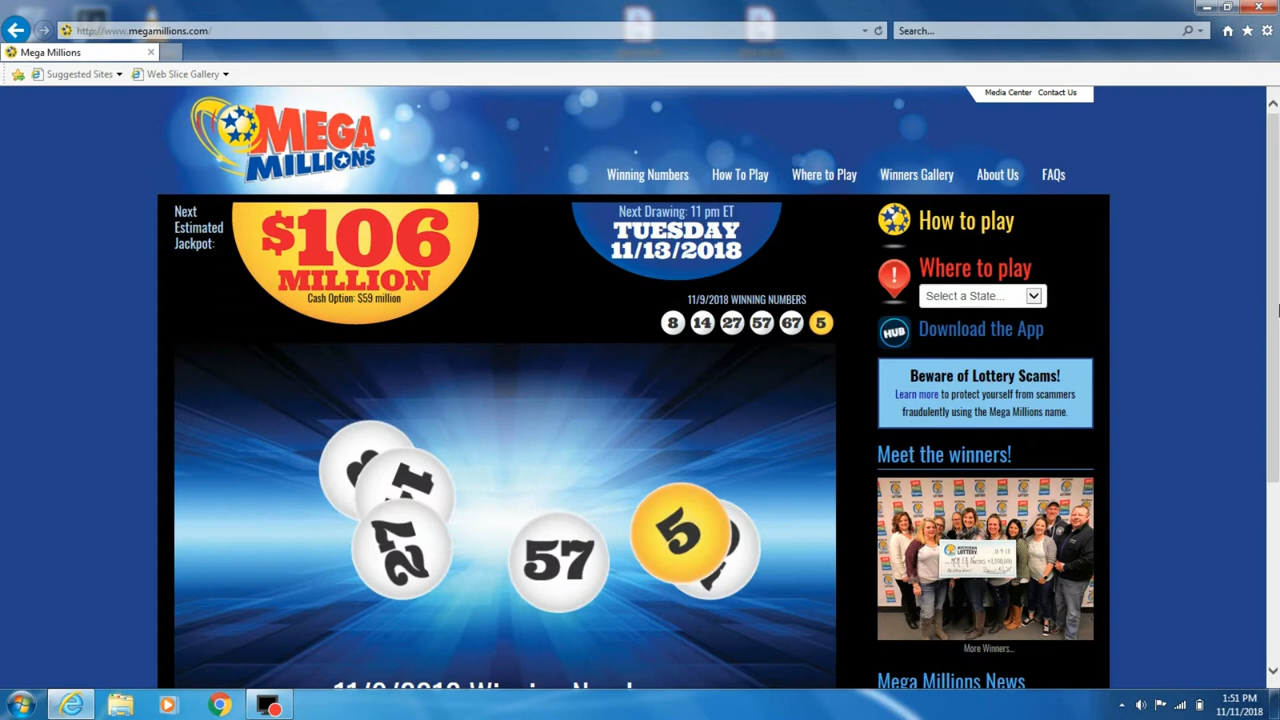 http://www.megamillions.com/
Search...
Mega Millions
Suggested Sites
Web Slice Gallery
Media Center Contact Us
MEGA
MILLIONS
Winning Numbers How To Play Where to Play Winners Gallery About Us FAQs
Next
Estimated
Jackpot:
$106
MILLION
Cash Option: $59 million
Next Drawing: 11 pm ET
TUESDAY
11/13/2018
11/9/2018 WINNING NUMBERS
8 14 27 57 67 5
How to play
Where to play
Select a State...
HUB
Download the App
Beware of Lottery Scams!
Learn more to protect yourself from scammers
fraudulently using the Mega Millions name.
Meet the winners!
27
57
5
LOTTERY
More Winners...
Mega Millions News
1:51 PM
11/11/2018